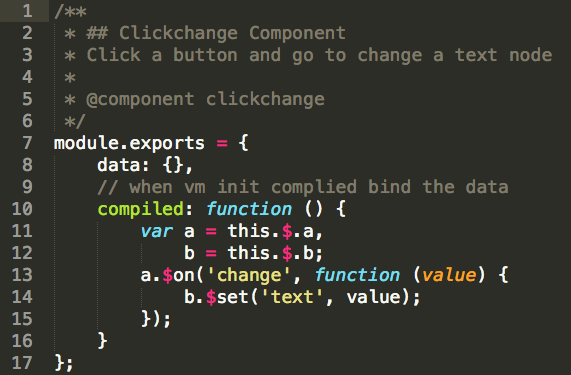 1 /**
2  * ## Clickchange Component
3  * Click a button and go to change a text node
4  *
5  * @component clickchange
6  */
7 module.exports = {
8     data: {},
9     // when vm init complied bind the data
10     compiled: function () {
11         var a = this.$.a,
12             b = this.$.b;
13         a.$on('change', function (value) {
14             b.$set('text', value);
15         });
16     }
17 };